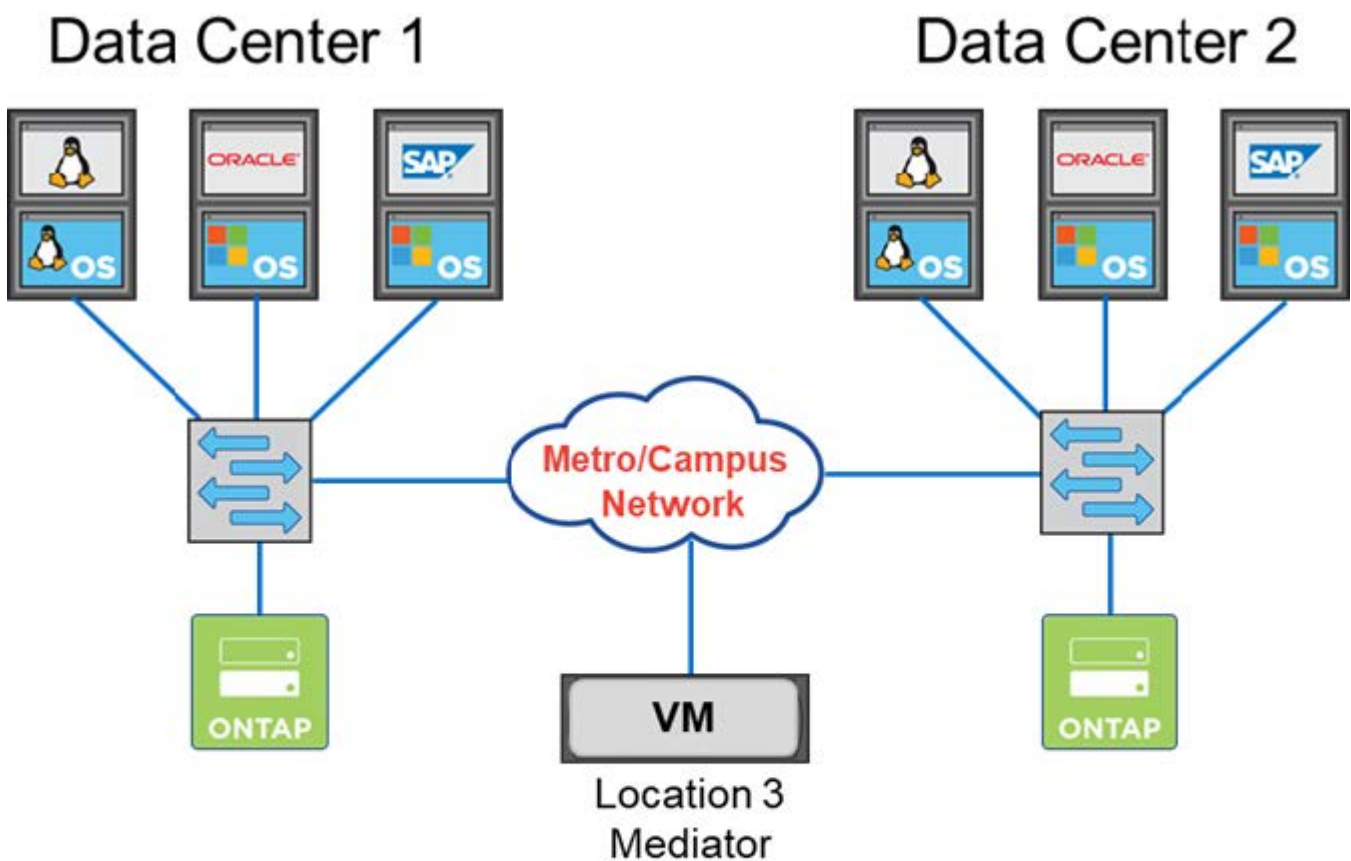 Data Center 1
Data Center 2
ORACLE
SAP
OS
OS
OS
ORACLE
SAP
OS
OS
OS
Metro/Campus
Network
ONTAP
VM
ONTAP
Location 3
Mediator